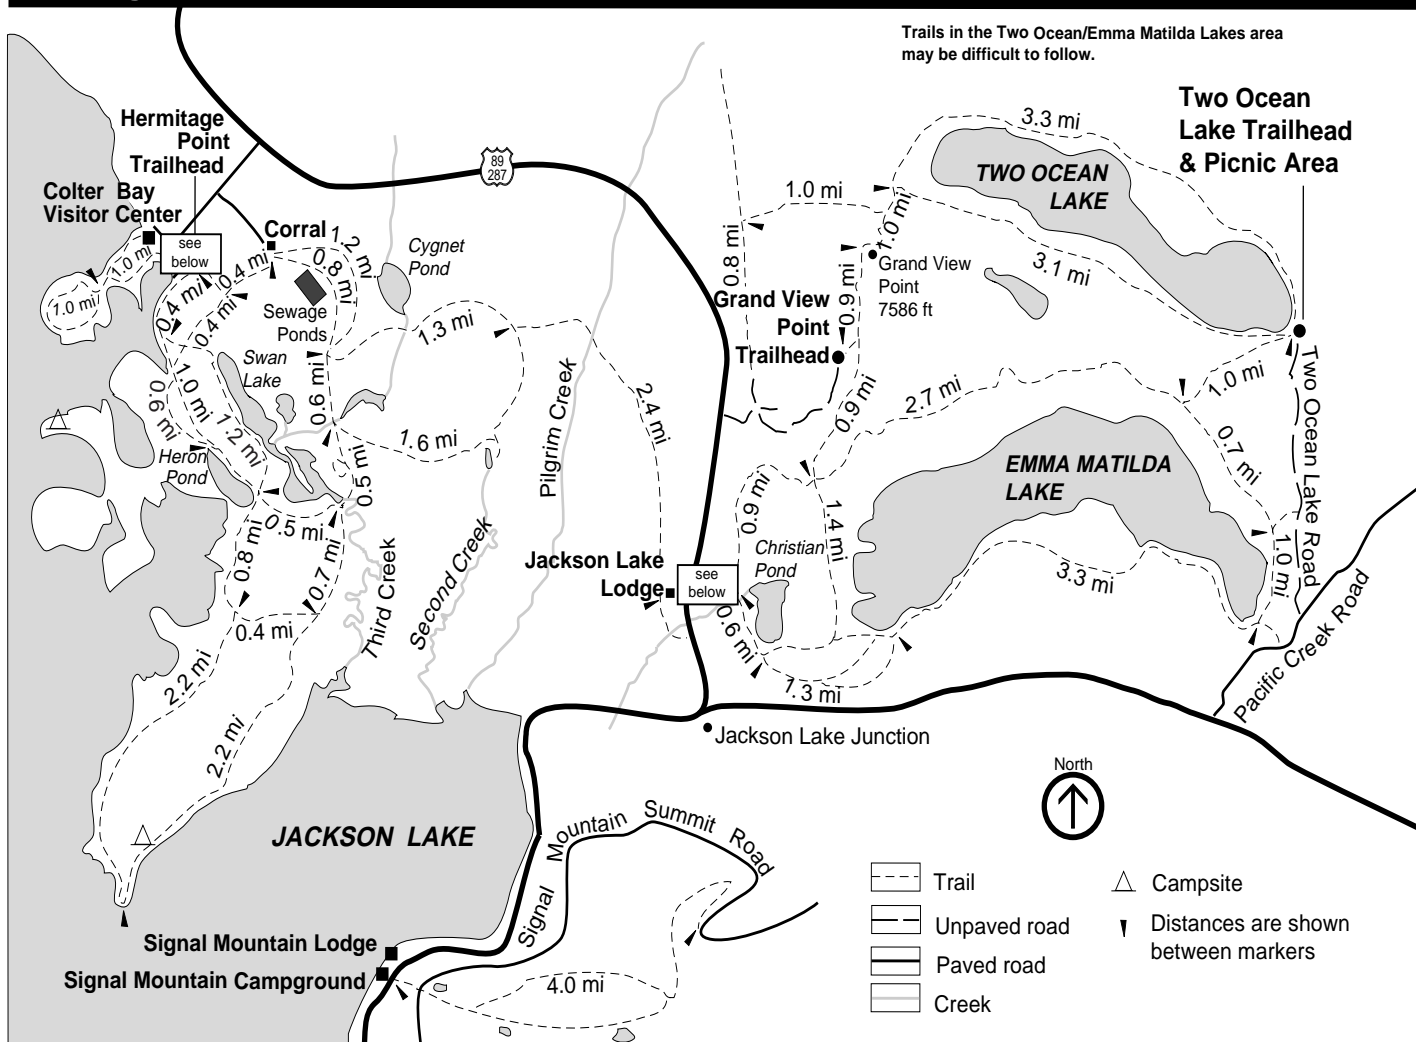 Trails in the Two Ocean/Emma Matilda Lakes area
may be difficult to follow.
Two Ocean
Lake Trailhead
& Picnic Area
Hermitage
Point
Trailhead
Colter Bay
Visitor Center
see
below
Corral
1.0 mi
1.0 mi
0.4 mi
0.4 mi
0.4 mi
0.8 mi
1.2 mi
Sewage
Ponds
Cygnet
Pond
89
287
Swan
Lake
1.3 mi
0.6 mi
1.0 mi
0.6 mi
1.2 mi
Heron
Pond
1.6 mi
0.5 mi
0.5 mi
0.8 mi
0.7 mi
0.4 mi
2.2 mi
2.2 mi
Third Creek
Second Creek
Pilgrim Creek
2.4 mi
Jackson Lake
Lodge
see
below
3.3 mi
TWO OCEAN
LAKE
1.0 mi
1.0 mi
0.8 mi
0.9 mi
Grand View
Point
7586 ft
3.1 mi
Grand View
Point
Trailhead
0.9 mi
2.7 mi
1.0 mi
0.7 mi
EMMA MATILDA
LAKE
0.9 mi
1.4 mi
Christian
Pond
3.3 mi
1.0 mi
0.6 mi
1.3 mi
Two Ocean Lake Road
Pacific Creek Road
Jackson Lake Junction
North
JACKSON LAKE
Signal Mountain Summit Road
Signal Mountain Lodge
Signal Mountain Campground
4.0 mi
Trail
Unpaved road
Paved road
Creek
Campsite
Distances are shown
between markers